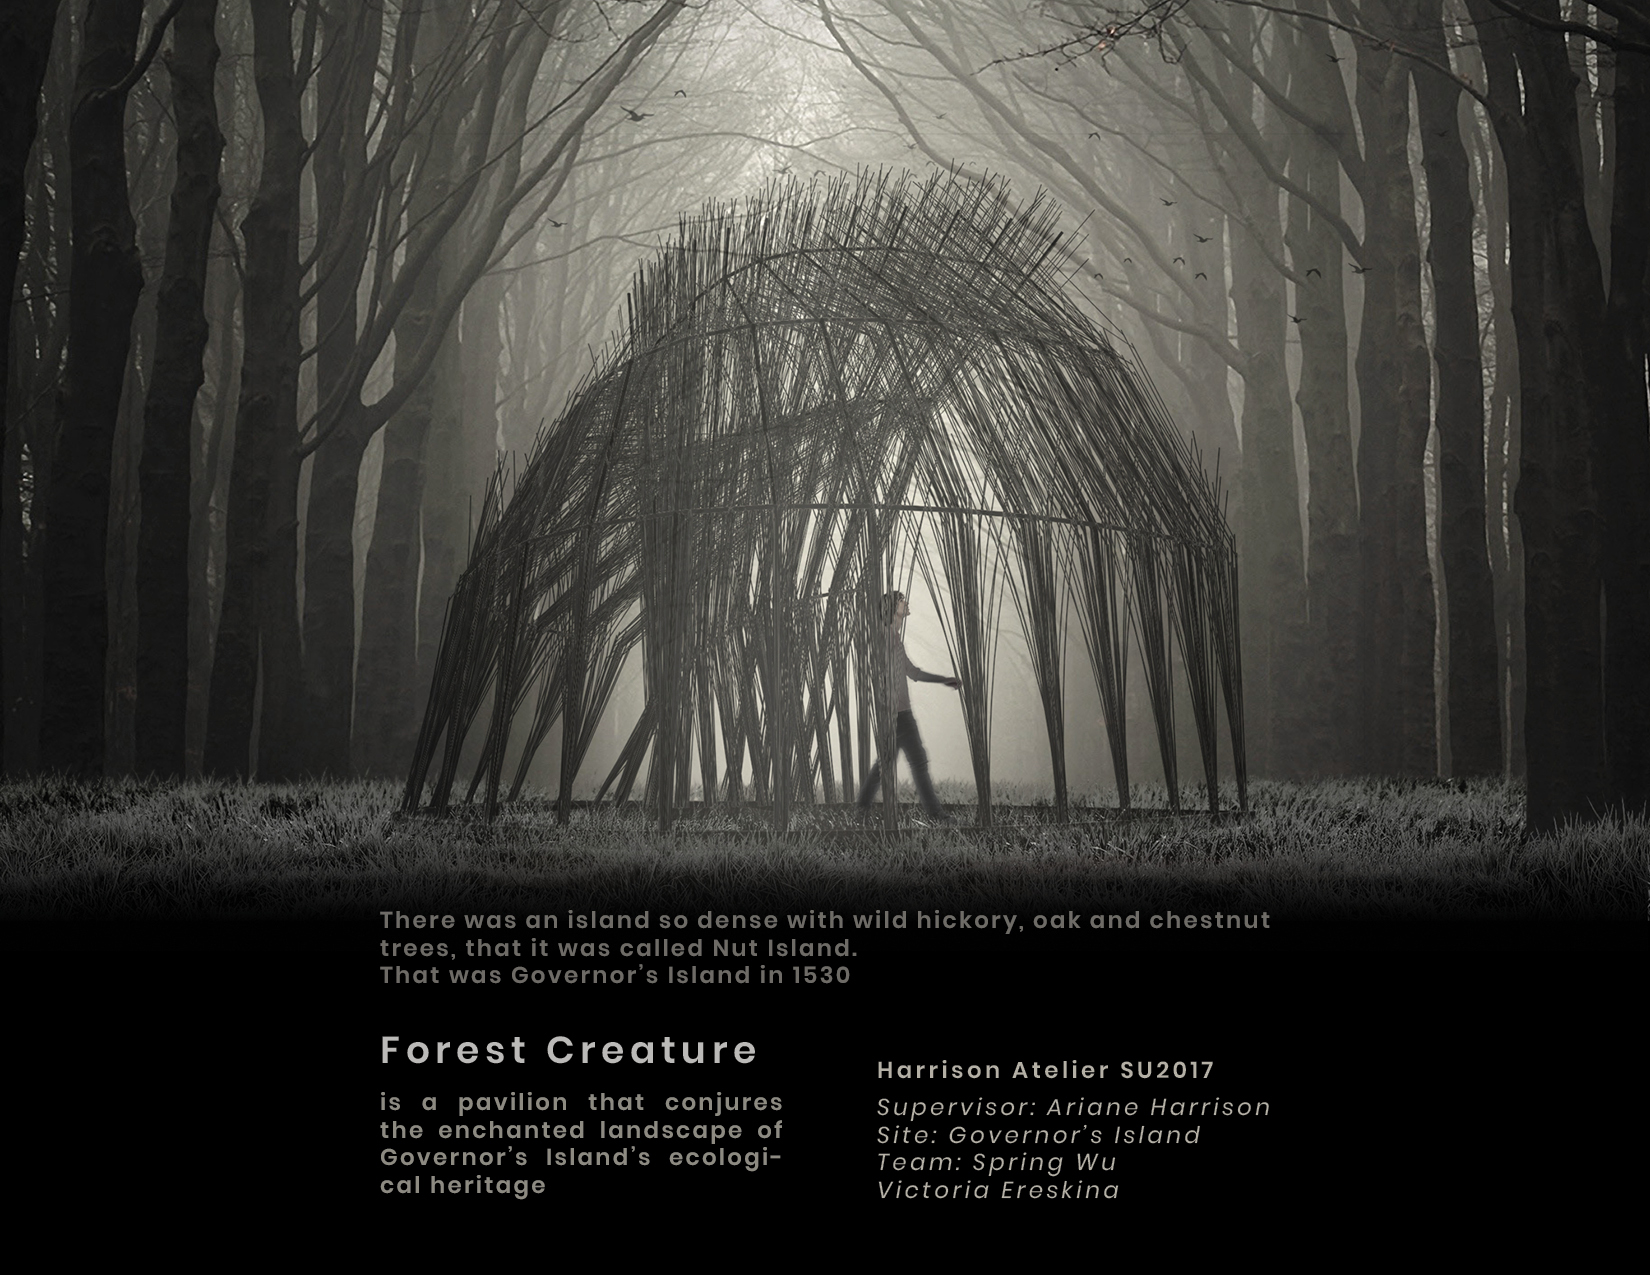 There was an island so dense with wild hickory, oak and chestnut
trees, that it was called Nut Island.
That was Governor’s Island in 1530
Forest Creature
is a pavilion that conjures
the enchanted landscape of
Governor’s Island’s ecologi-
cal heritage
Harrison Atelier SU2017
Supervisor: Ariane Harrison
Site: Governor’s Island
Team: Spring Wu
Victoria Ereskina